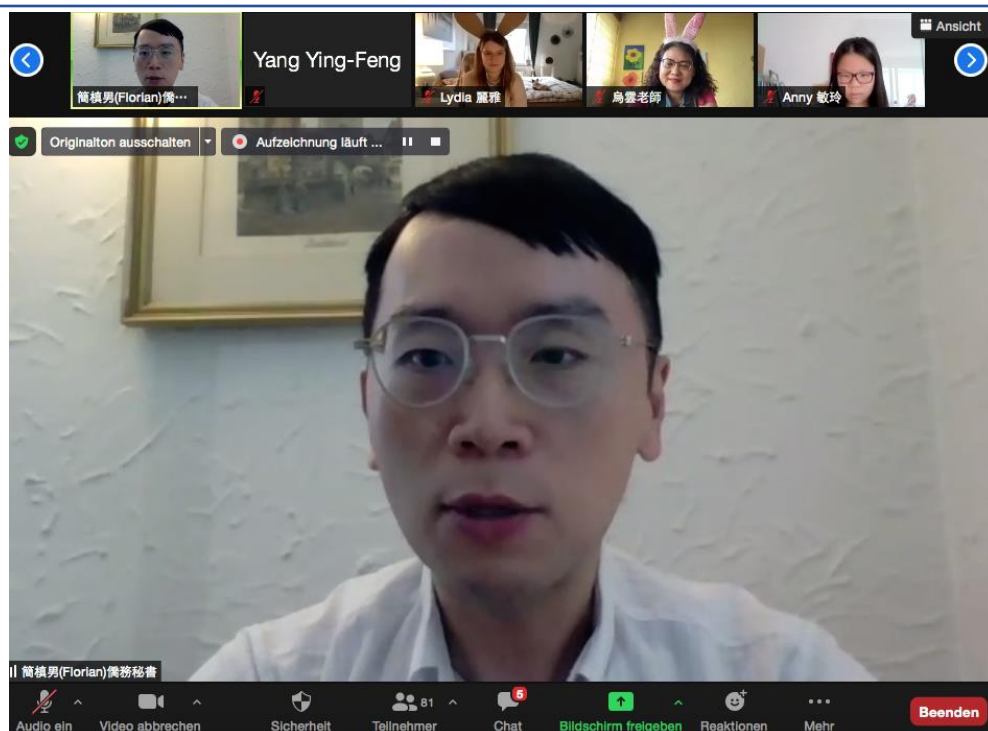 Ansicht
簡槙男(Florian)僑⋯
Yang Ying-Feng
Lydia 麗雅
烏雲老師
Anny 敏玲
Originalton ausschalten
Aufzeichnung läuft ...
簡槙男(Florian)僑務秘書
Audio ein
Video abbrechen
Sicherheit
81
Teilnehmer
5
Chat
Bildschirm freigeben
Reaktionen
Mehr
Beenden